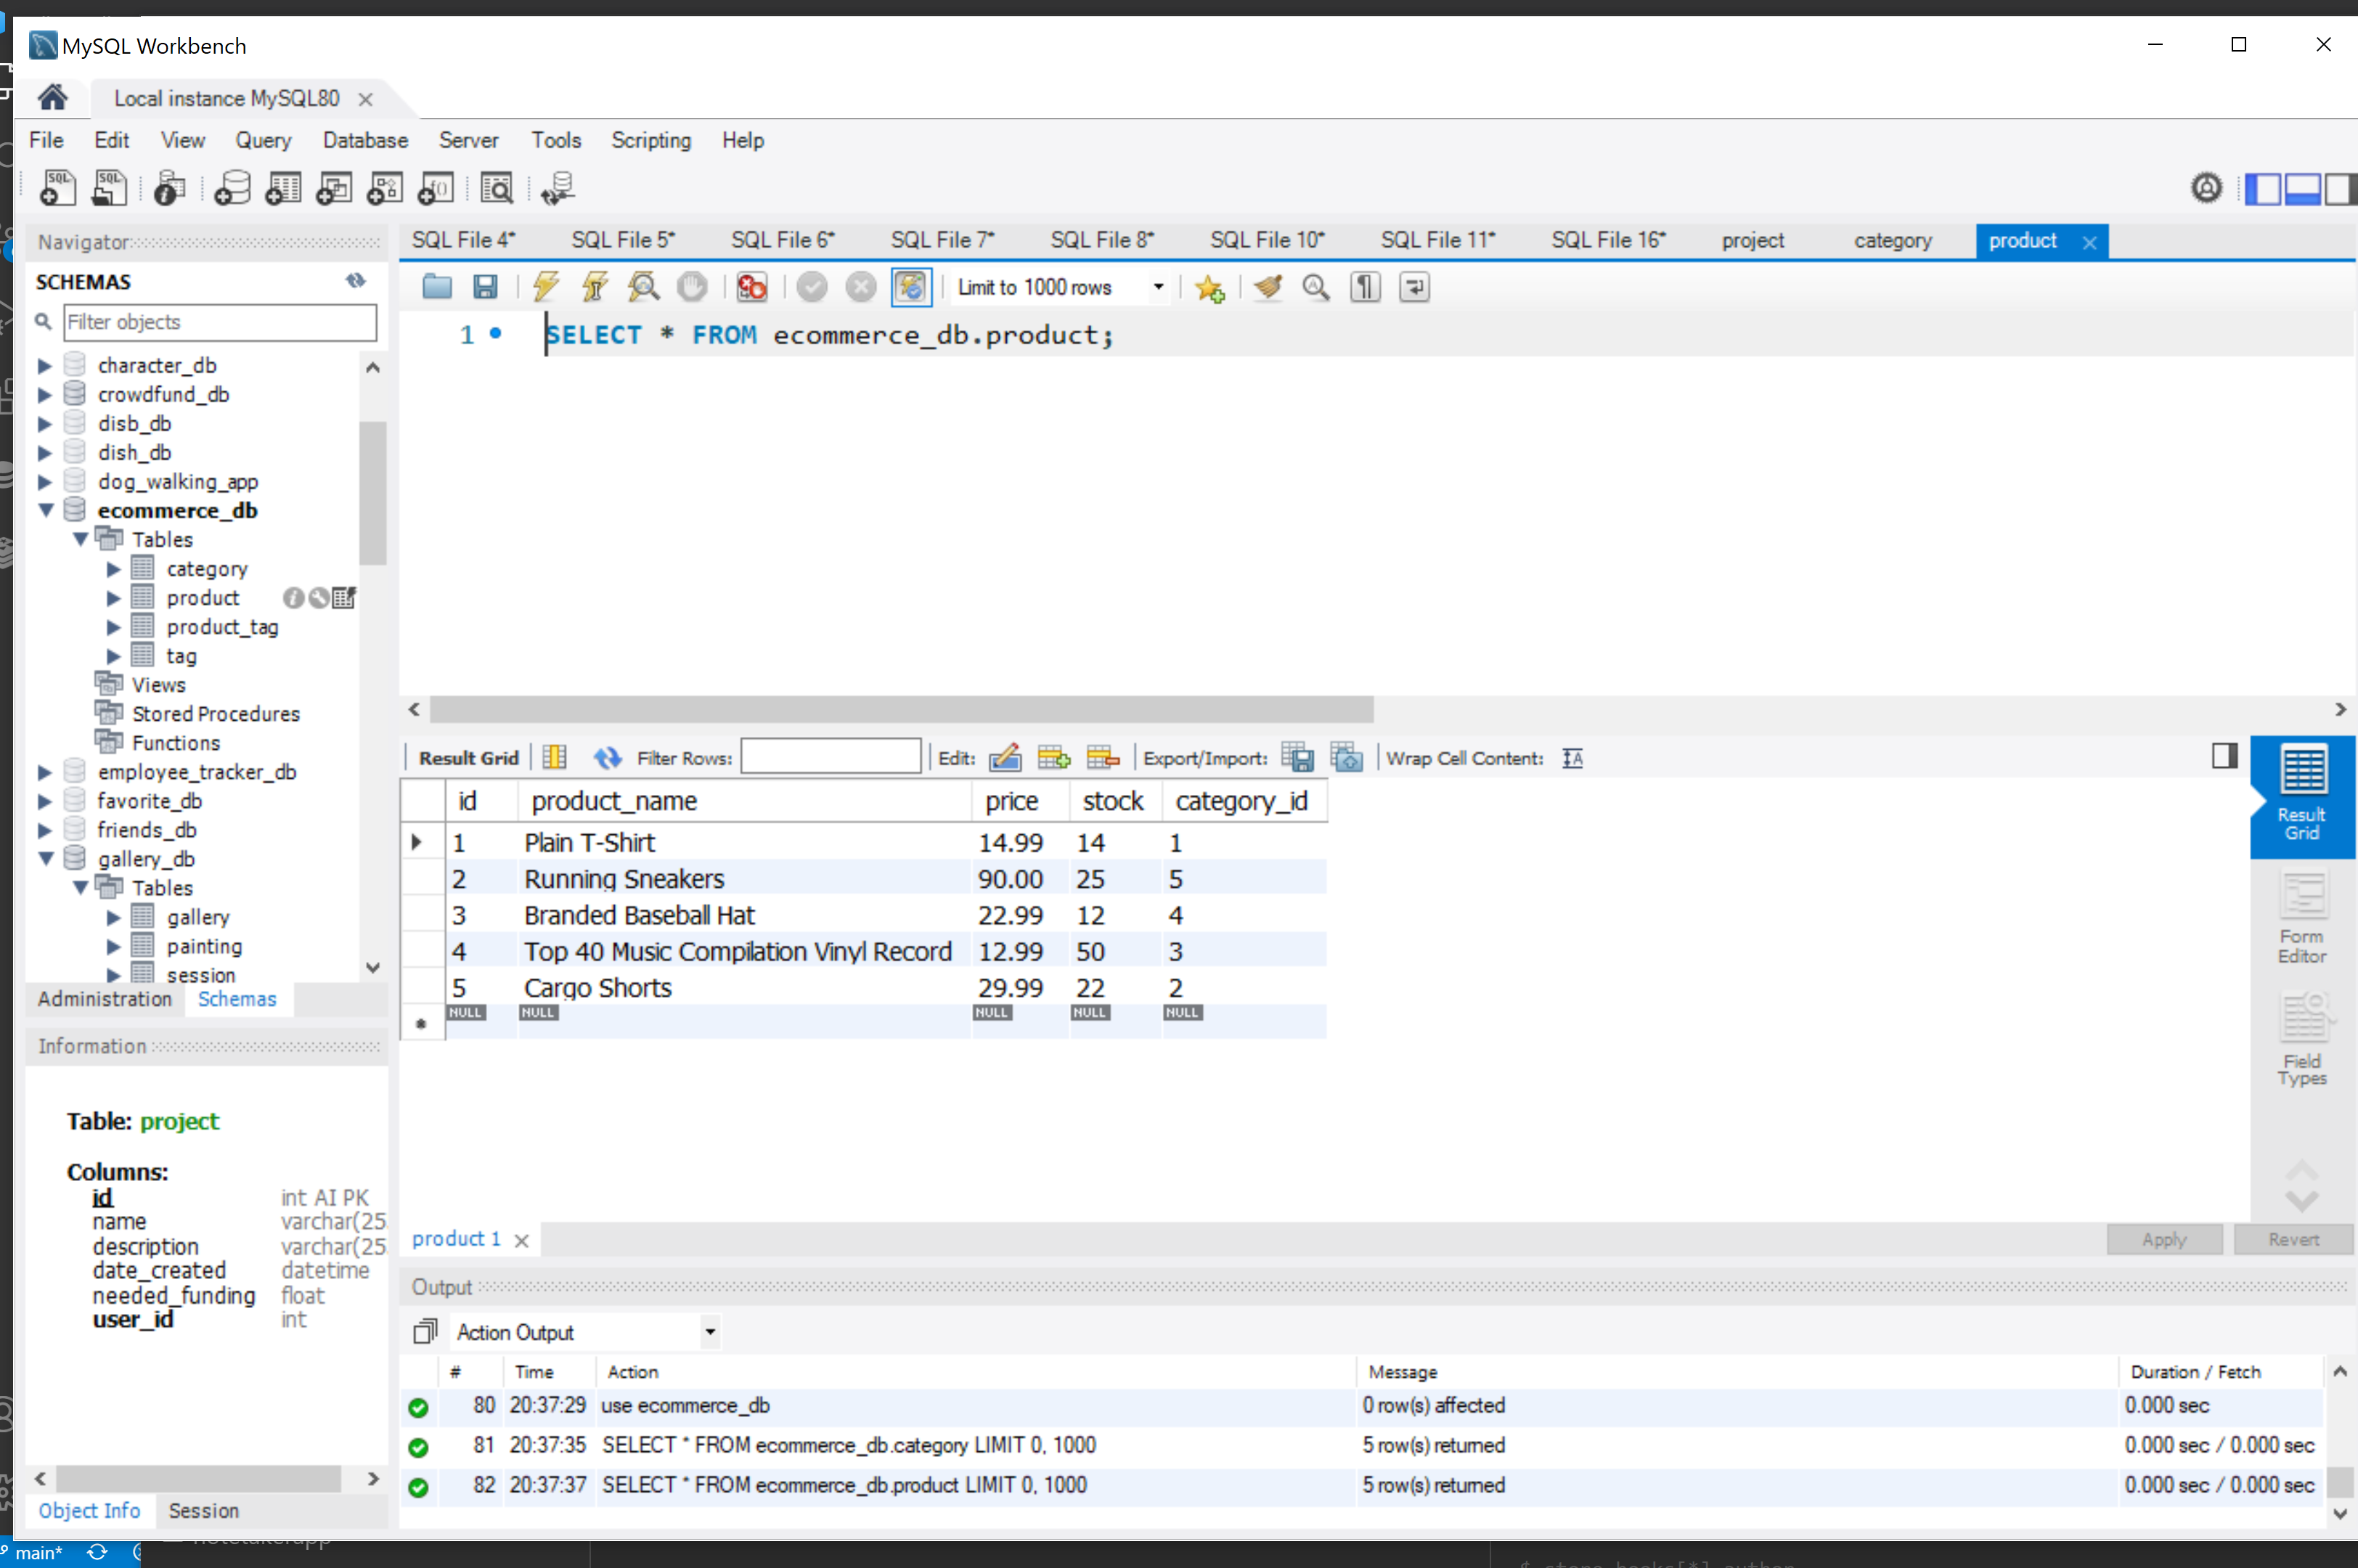 MySQL Workbench
Local instance MySQL80
File Edit View Query Database Server Tools Scripting Help
Navigator
SCHEMAS
Filter objects
character_db
crowdfund_db
disb_db
dish_db
dog_walking_app
ecommerce_db
Tables
category
product
product_tag
tag
Views
Stored Procedures
Functions
employee_tracker_db
favorite_db
friends_db
gallery_db
Tables
gallery
painting
session
Administration Schemas
Information
Table: project
Columns:
id int AI PK
name varchar(25
description varchar(25
date_created datetime
needed_funding float
user_id int
Object Info Session
SQL File 4* SQL File 5* SQL File 6* SQL File 7* SQL File 8* SQL File 10* SQL File 11* SQL File 16* project category product
Limit to 1000 rows
1 SELECT * FROM ecommerce_db.product;
Result Grid Filter Rows: Edit: Export/Import: Wrap Cell Content:
id product_name price stock category_id
1 Plain T-Shirt 14.99 14 1
2 Running Sneakers 90.00 25 5
3 Branded Baseball Hat 22.99 12 4
4 Top 40 Music Compilation Vinyl Record 12.99 50 3
5 Cargo Shorts 29.99 22 2
NULL NULL NULL NULL NULL
Result
Grid
Form
Editor
Field
Types
product 1 Apply Revert
Output
Action Output
# Time Action Message Duration / Fetch
80 20:37:29 use ecommerce_db 0 row(s) affected 0.000 sec
81 20:37:35 SELECT * FROM ecommerce_db.category LIMIT 0, 1000 5 row(s) returned 0.000 sec / 0.000 sec
82 20:37:37 SELECT * FROM ecommerce_db.product LIMIT 0, 1000 5 row(s) returned 0.000 sec / 0.000 sec
main*